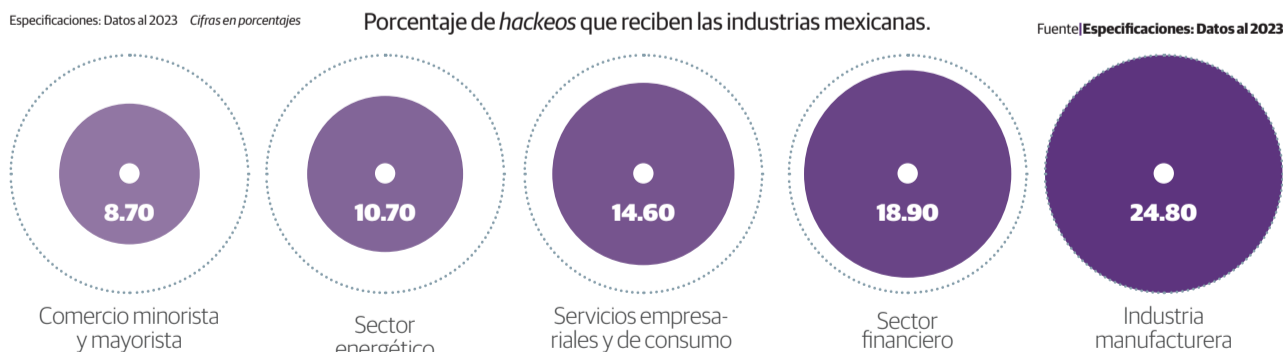 Especificaciones: Datos al 2023 Cifras en porcentajes
Porcentaje de hackeos que reciben las industrias mexicanas.
Fuente|Especificaciones: Datos al 2023
8.70
10.70
14.60
18.90
24.80
Comercio minorista
y mayorista
Sector
energético
Servicios empresa-
riales y de consumo
Sector
financiero
Industria
manufacturera